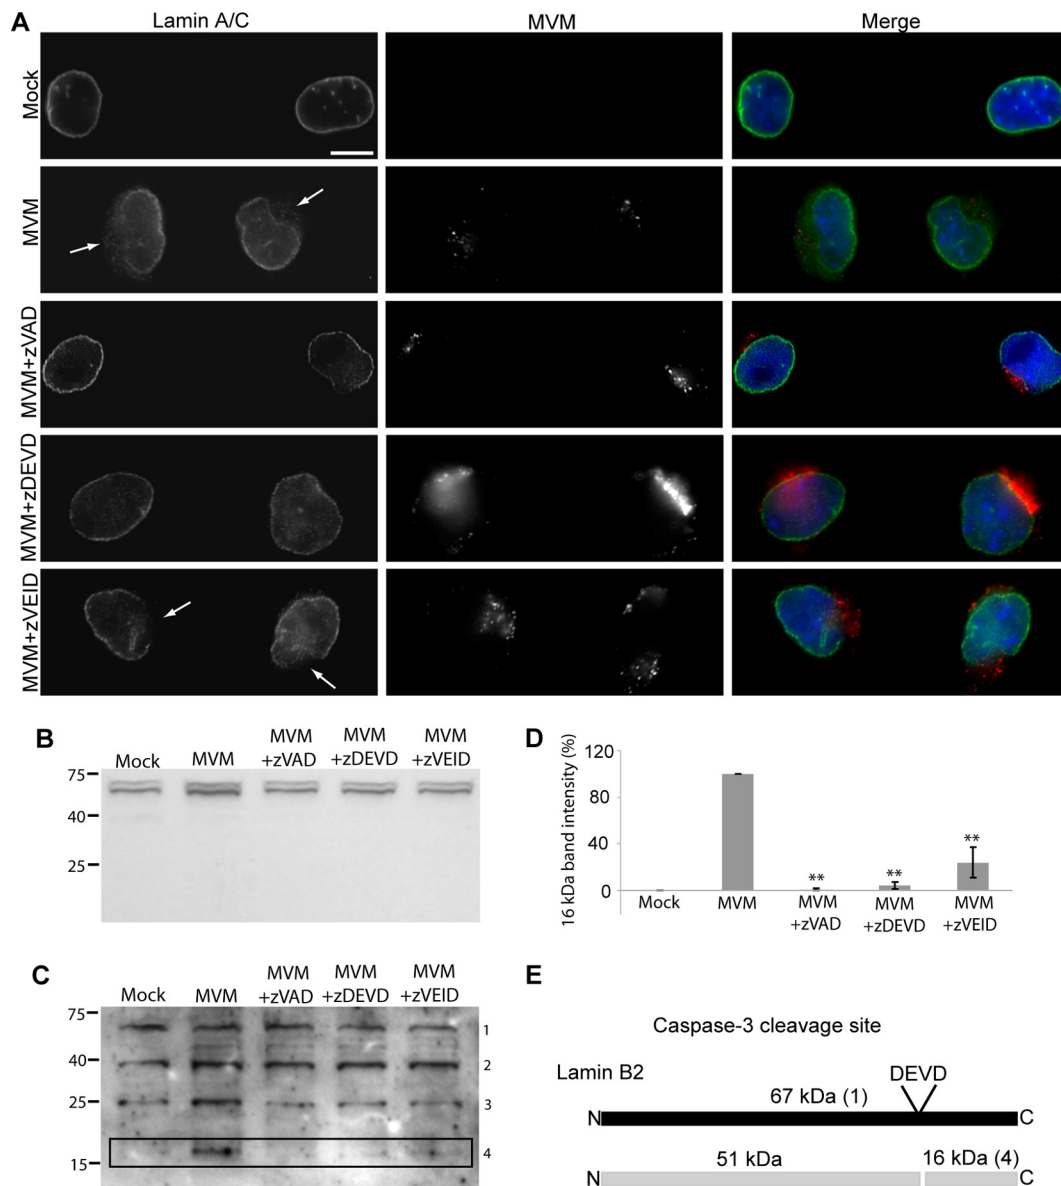 A
Lamin A/C
MVM
Merge
Mock
MVM
MVM+zVAD
MVM+zDEVD
MVM+zVEID
B
Mock
MVM
MVM
+zVAD
MVM
+zDEVD
MVM
+zVEID
75
40
25
C
Mock
MVM
MVM
+zVAD
MVM
+zDEVD
MVM
+zVEID
75
40
25
15
1
2
3
4
D
16 kDa band intensity (%)
120
80
40
0
**
**
**
Mock
MVM
MVM
+zVAD
MVM
+zDEVD
MVM
+zVEID
E
Caspase-3 cleavage site
Lamin B2
DEVD
67 kDa (1)
N
C
51 kDa
16 kDa (4)
N
C